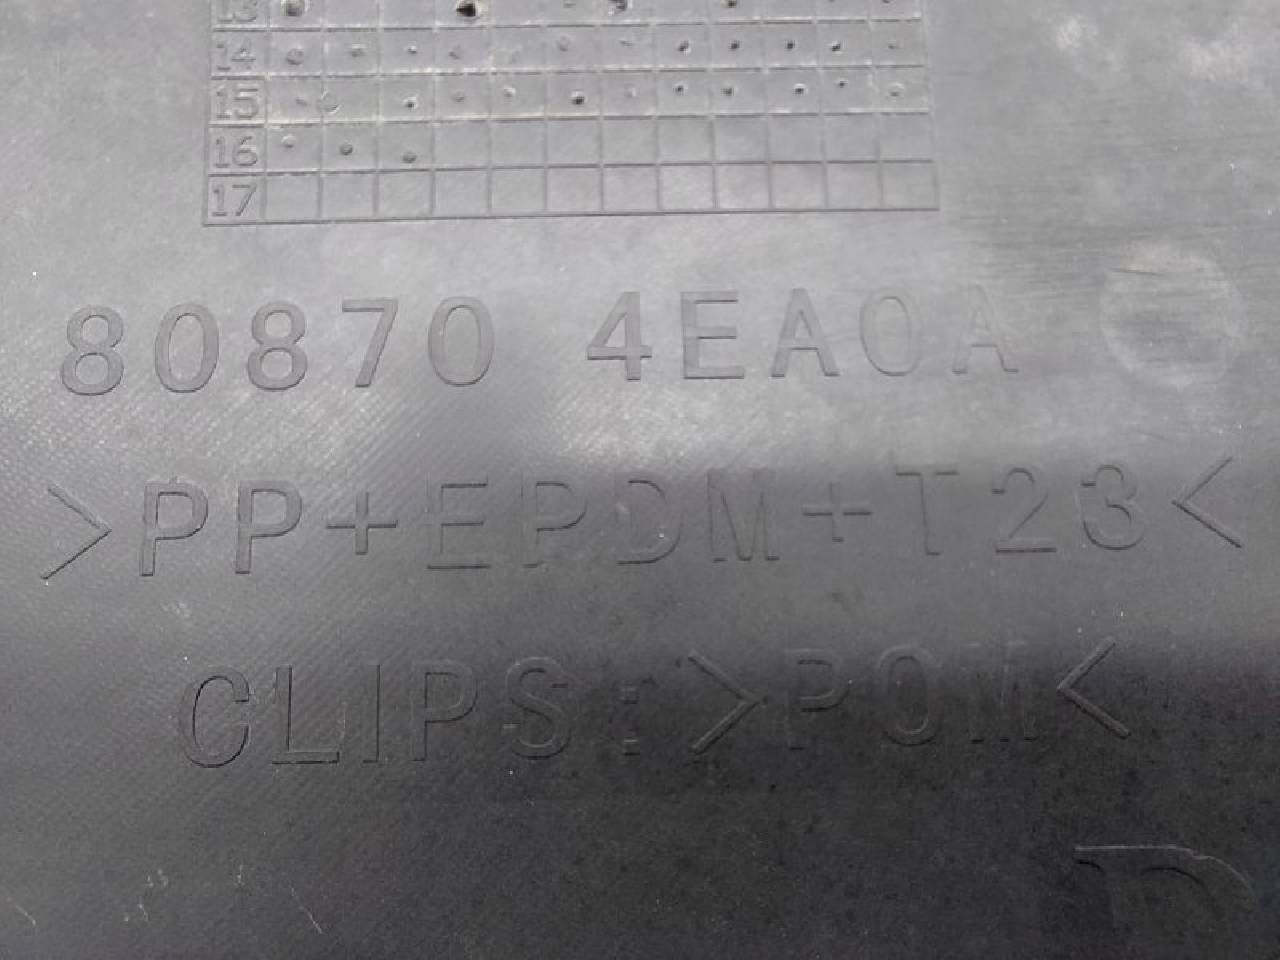 13
14
15
16
17
80870 4EA0A
>PP+EPDM+T23<
CLIPS:>POM<